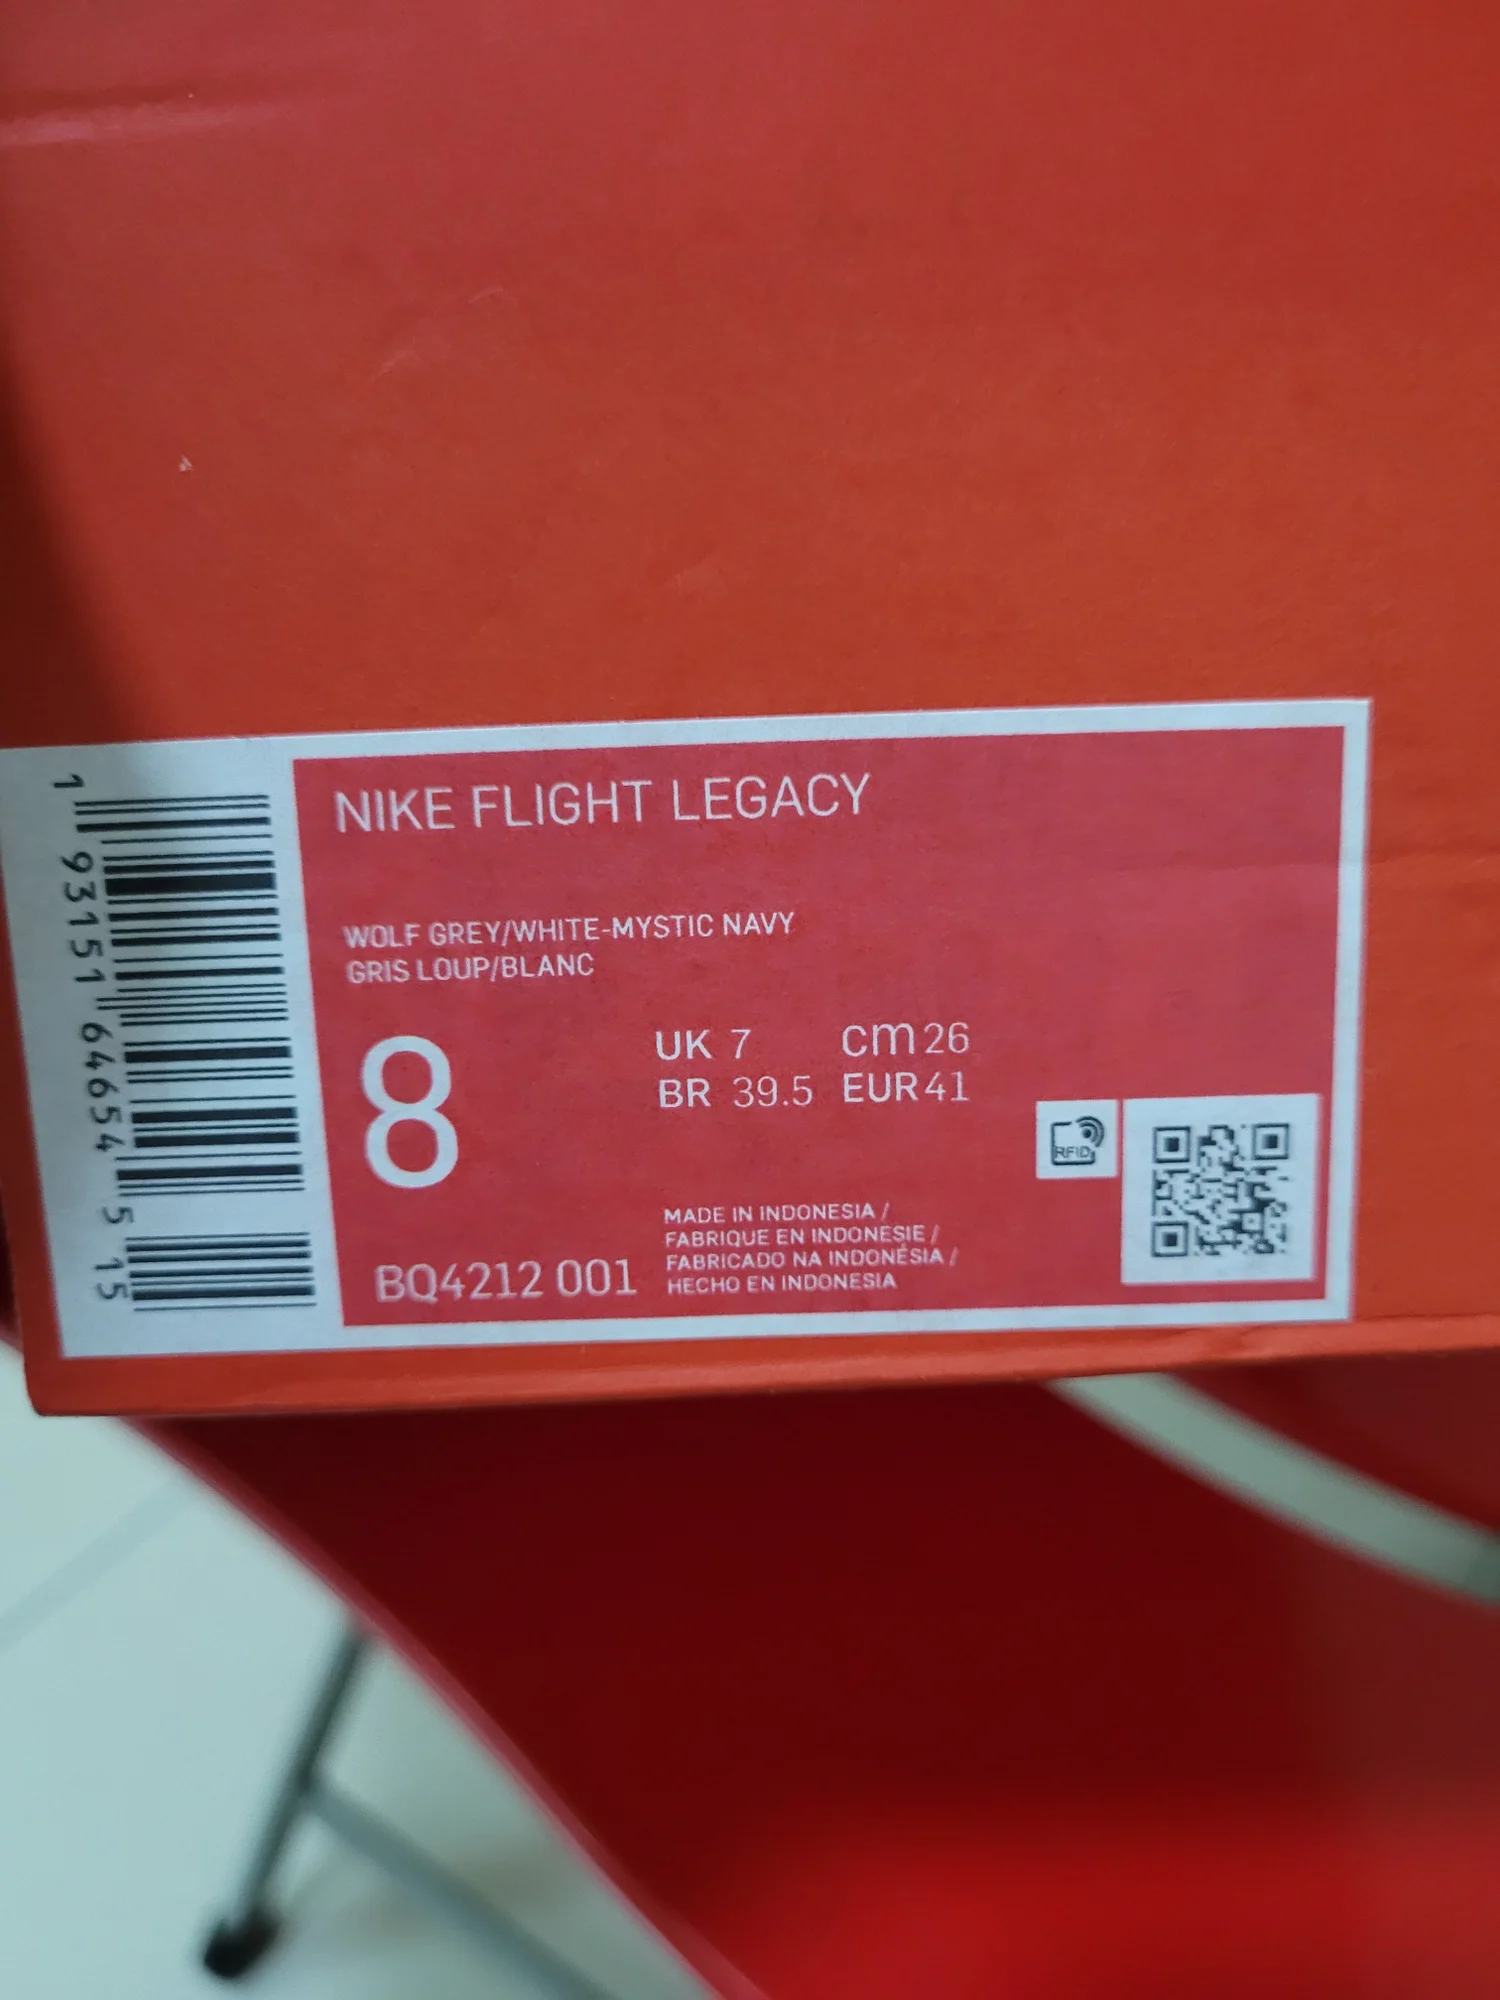 NIKE FLIGHT LEGACY
WOLF GREY/WHITE-MYSTIC NAVY
GRIS LOUP/BLANC
8
UK 7 cm 26
BR 39.5 EUR 41
BQ4212 001
MADE IN INDONESIA /
FABRIQUE EN INDONESIE /
FABRICADO NA INDONÉSIA /
HECHO EN INDONESIA
RFID
1 93151 64654 5 15